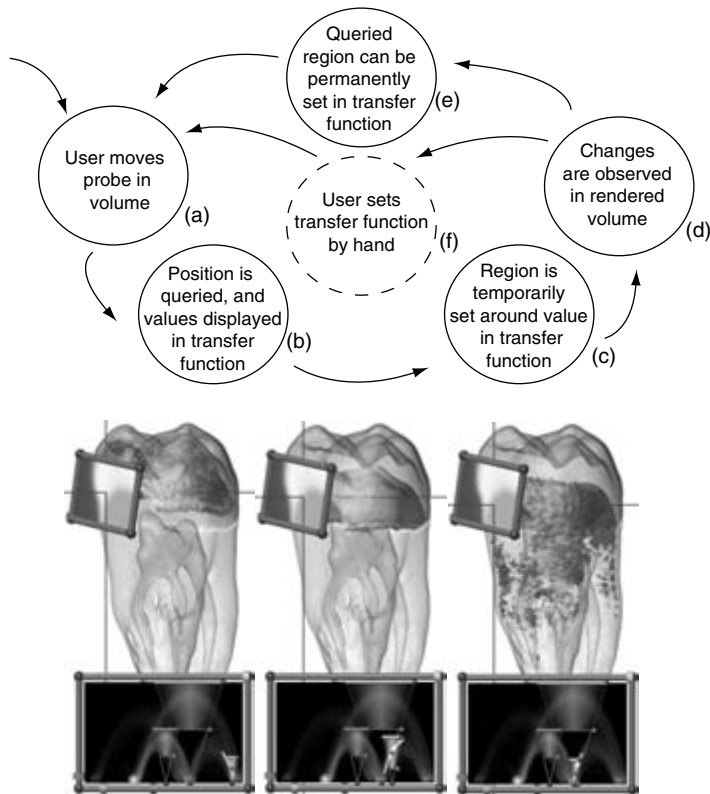 Queried
region can be
permanently
set in transfer
function
(e)
User moves
probe in
volume
(a)
User sets
transfer function
by hand
(f)
Changes
are observed
in rendered
volume
(d)
Position is
queried, and
values displayed
in transfer
function
(b)
Region is
temporarily
set around value
in transfer
function
(c)